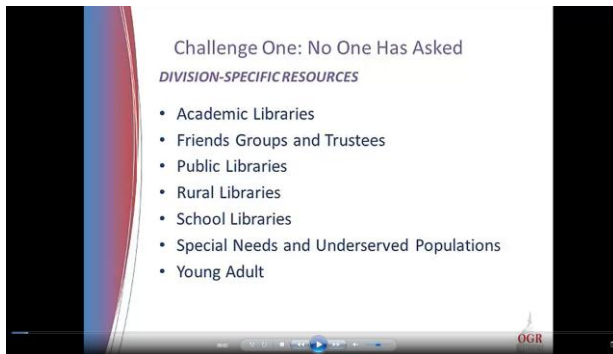 Challenge One: No One Has Asked
DIVISION-SPECIFIC RESOURCES
• Academic Libraries
• Friends Groups and Trustees
• Public Libraries
• Rural Libraries
• School Libraries
• Special Needs and Underserved Populations
• Young Adult
OGR